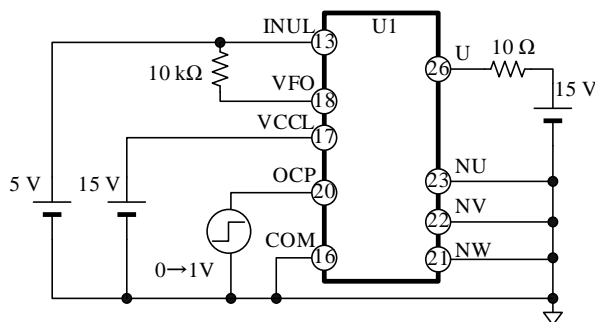 INUL
13
U1
10 Ω
U
26
10 kΩ
VFO
18
15 V
VCCL
17
5 V
15 V
OCP
20
23
NU
22
NV
COM
16
21
NW
0→1V